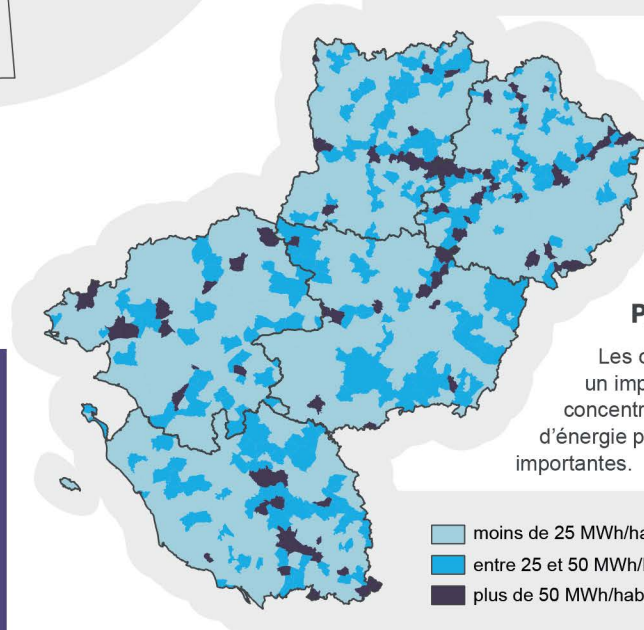 P
Les
un
concentr
d'énergie p
importantes.
moins de 25 MWh/ha
entre 25 et 50 MWh/
plus de 50 MWh/hab